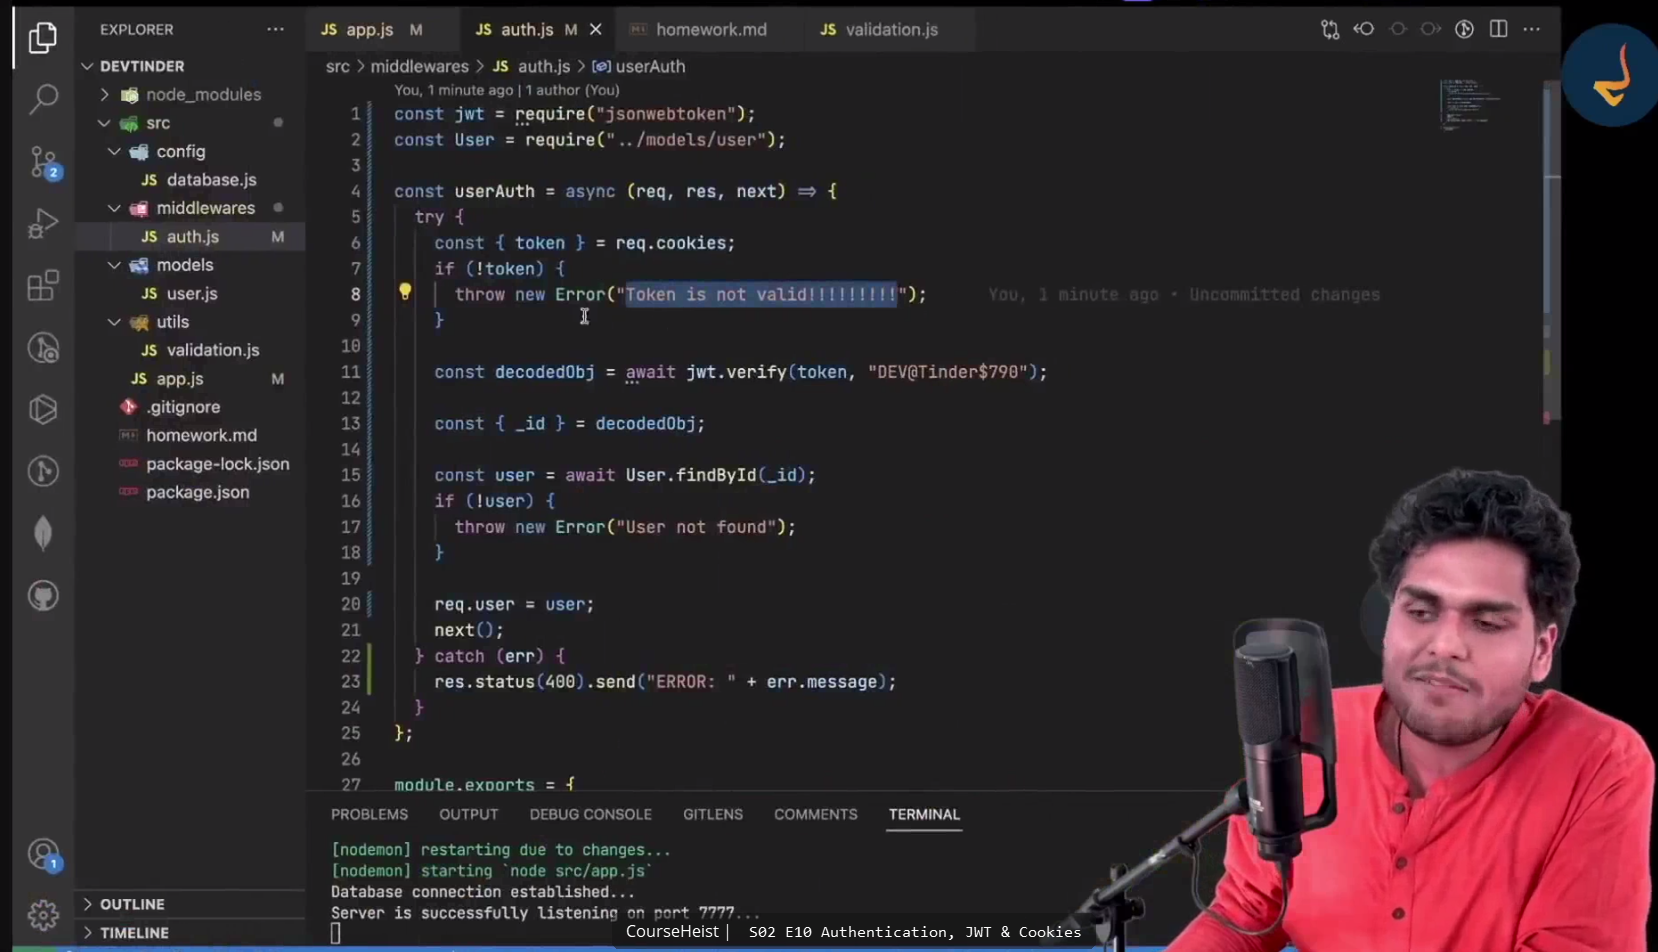 EXPLORER
app.js M
auth.js M
homework.md
validation.js
DEVTINDER
src > middlewares > auth.js > userAuth
node_modules
src
config
database.js
middlewares
auth.js M
models
user.js
utils
validation.js
app.js M
.gitignore
homework.md
package-lock.json
package.json
2
1
OUTLINE
TIMELINE
You, 1 minute ago | 1 author (You)
1 const jwt = require("jsonwebtoken");
2 const User = require("../models/user");
3
4 const userAuth = async (req, res, next) => {
5 try {
6 const { token } = req.cookies;
7 if (!token) {
8 throw new Error("Token is not valid!!!!!!!!!"); You, 1 minute ago • Uncommitted changes
9 }
10
11 const decodedObj = await jwt.verify(token, "DEV@Tinder$790");
12
13 const { _id } = decodedObj;
14
15 const user = await User.findById(_id);
16 if (!user) {
17 throw new Error("User not found");
18 }
19
20 req.user = user;
21 next();
22 } catch (err) {
23 res.status(400).send("ERROR: " + err.message);
24 }
25 };
26
27 module.exports = {
PROBLEMS OUTPUT DEBUG CONSOLE GITLENS COMMENTS TERMINAL
[nodemon] restarting due to changes...
[nodemon] starting `node src/app.js`
Database connection established...
Server is successfully listening on port 7777...
CourseHeist | S02 E10 Authentication, JWT & Cookies